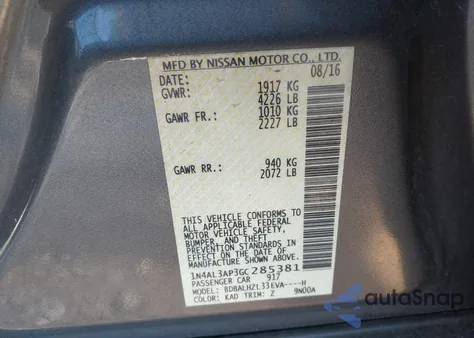 MFD BY NISSAN MOTOR CO., LTD.
DATE: 08/16
GVWR: 1917 KG
4226 LB
GAWR FR.: 1010 KG
2227 LB
GAWR RR.: 940 KG
2072 LB
THIS VEHICLE CONFORMS TO
ALL APPLICABLE FEDERAL
MOTOR VEHICLE SAFETY,
BUMPER, AND THEFT
PREVENTION STANDARDS IN
EFFECT ON THE DATE OF
MANUFACTURE SHOWN ABOVE.
1N4AL3AP3GC285381
PASSENGER CAR 917
MODEL: BDBALHZL33EVA----H
COLOR: KAD TRIM: Z 9N00A
autoSnap